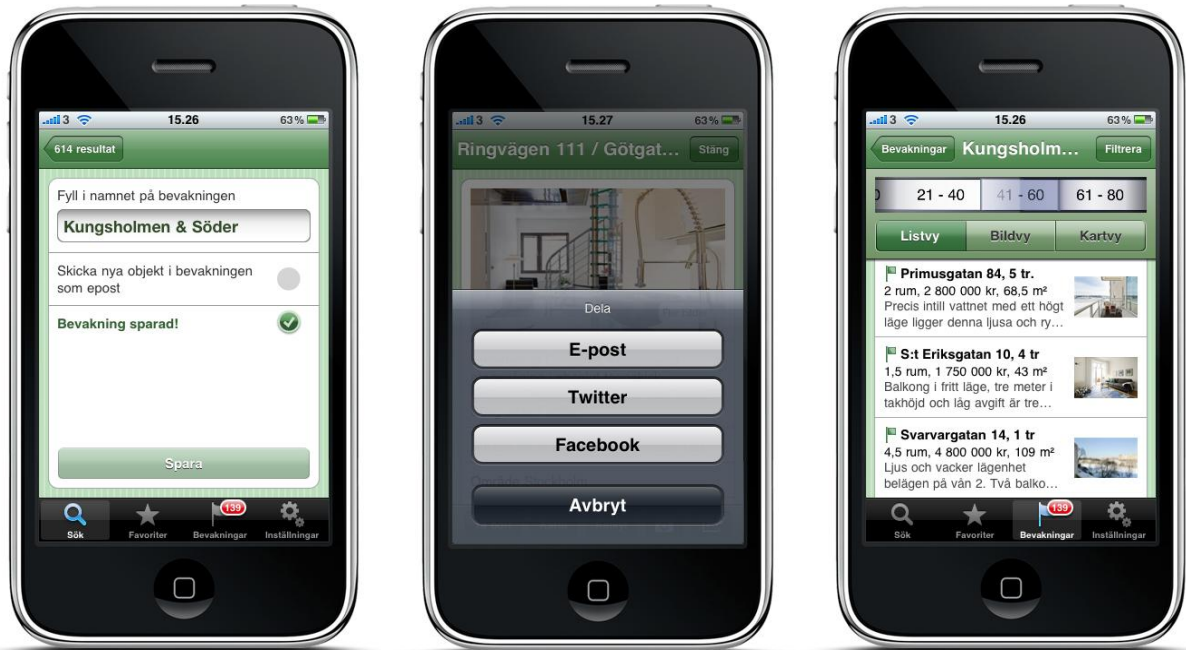 3 15.26 63%
614 resultat
Fyll i namnet på bevakningen
Kungsholmen & Söder
Skicka nya objekt i bevakningen
som epost
Bevakning sparad!
Spara
139
Sök Favoriter Bevakningar Inställningar
3 15.27 63%
Ringvägen 111 / Götgat... Stäng
Dela
E-post
Twitter
Facebook
Område Stockholm
Avbryt
3 15.26 63%
Bevakningar Kungsholm... Filtrera
0 21 - 40 41 - 60 61 - 80
Listvy Bildvy Kartvy
Primusgatan 84, 5 tr.
2 rum, 2 800 000 kr, 68,5 m²
Precis intill vattnet med ett högt
läge ligger denna ljusa och ry...
S:t Eriksgatan 10, 4 tr
1,5 rum, 1 750 000 kr, 43 m²
Balkong i fritt läge, tre meter i
takhöjd och låg avgift är tre...
Svarvargatan 14, 1 tr
4,5 rum, 4 800 000 kr, 109 m²
Ljus och vacker lägenhet
belägen på vån 2. Två balko...
139
Sök Favoriter Bevakningar Inställningar